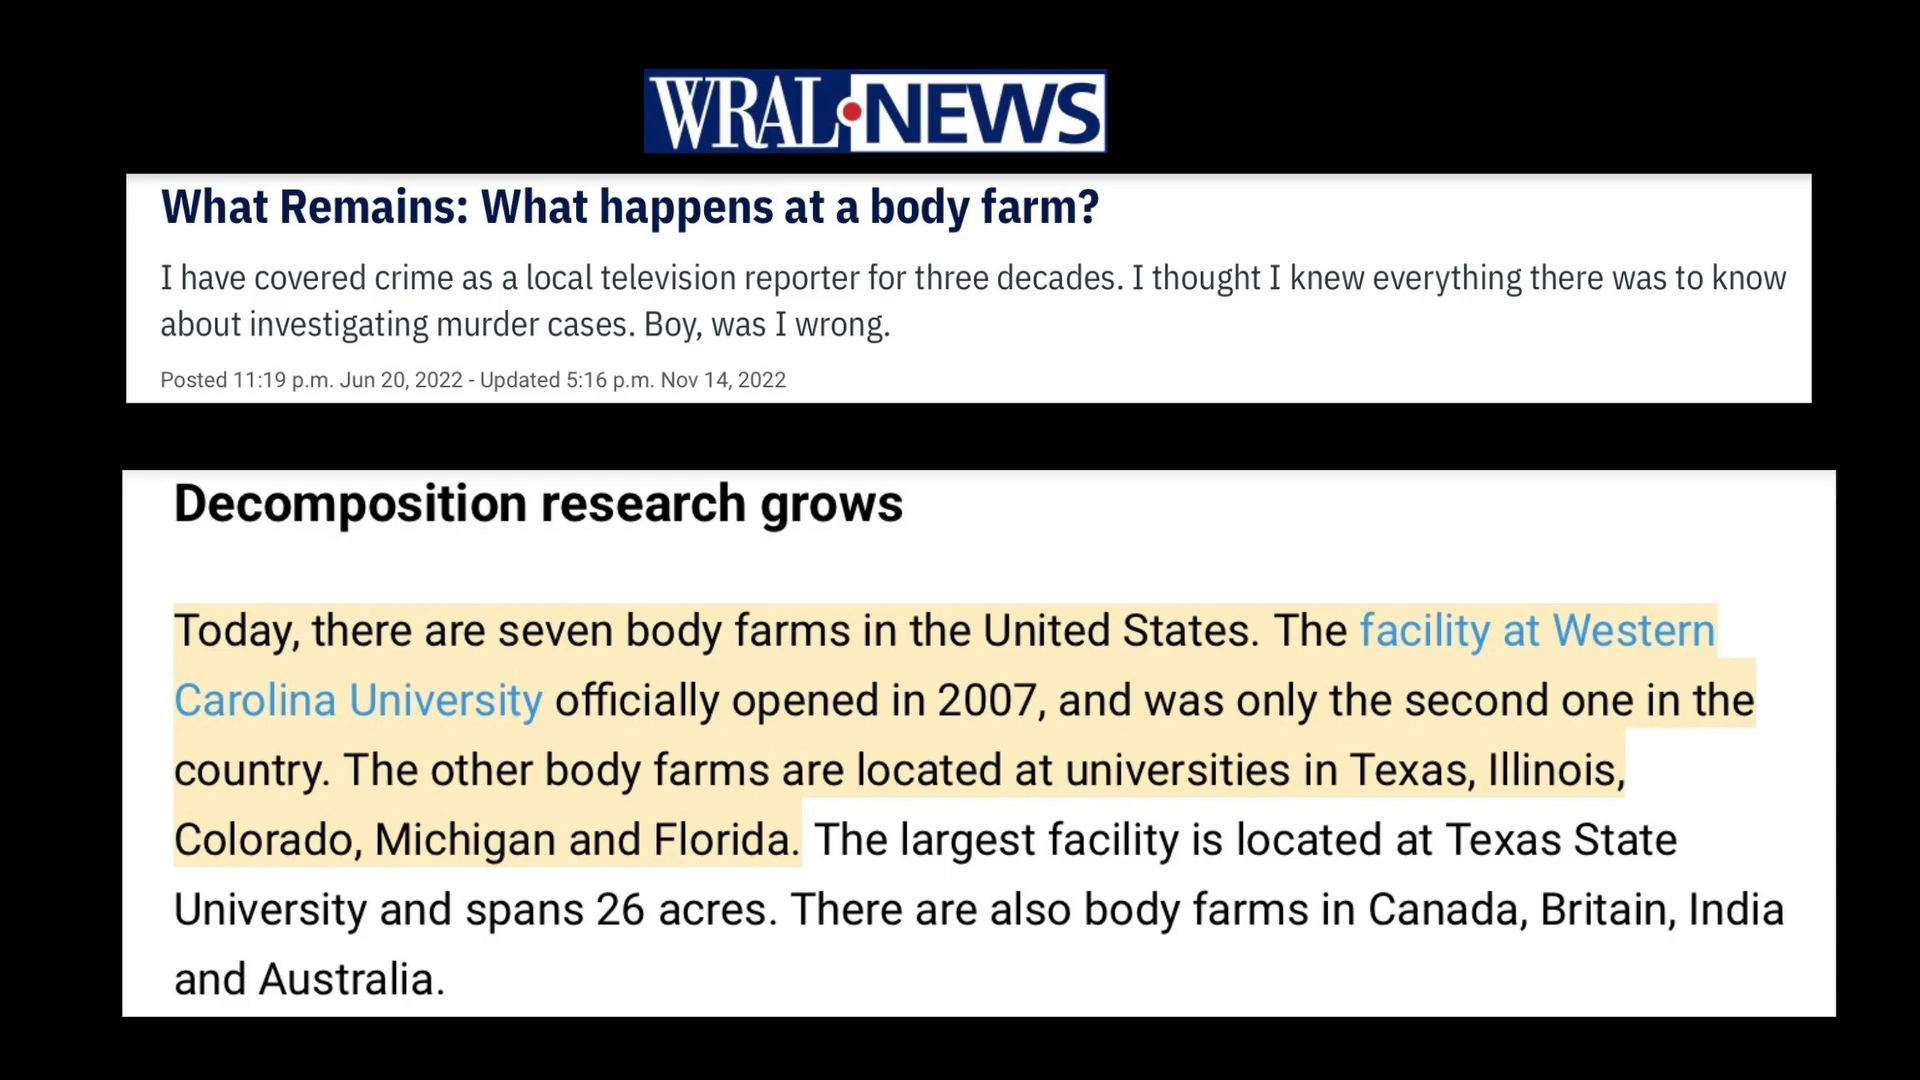 WRAL NEWS
What Remains: What happens at a body farm?
I have covered crime as a local television reporter for three decades. I thought I knew everything there was to know
about investigating murder cases. Boy, was I wrong.
Posted 11:19 p.m. Jun 20, 2022 - Updated 5:16 p.m. Nov 14, 2022
Decomposition research grows
Today, there are seven body farms in the United States. The facility at Western
Carolina University officially opened in 2007, and was only the second one in the
country. The other body farms are located at universities in Texas, Illinois,
Colorado, Michigan and Florida. The largest facility is located at Texas State
University and spans 26 acres. There are also body farms in Canada, Britain, India
and Australia.